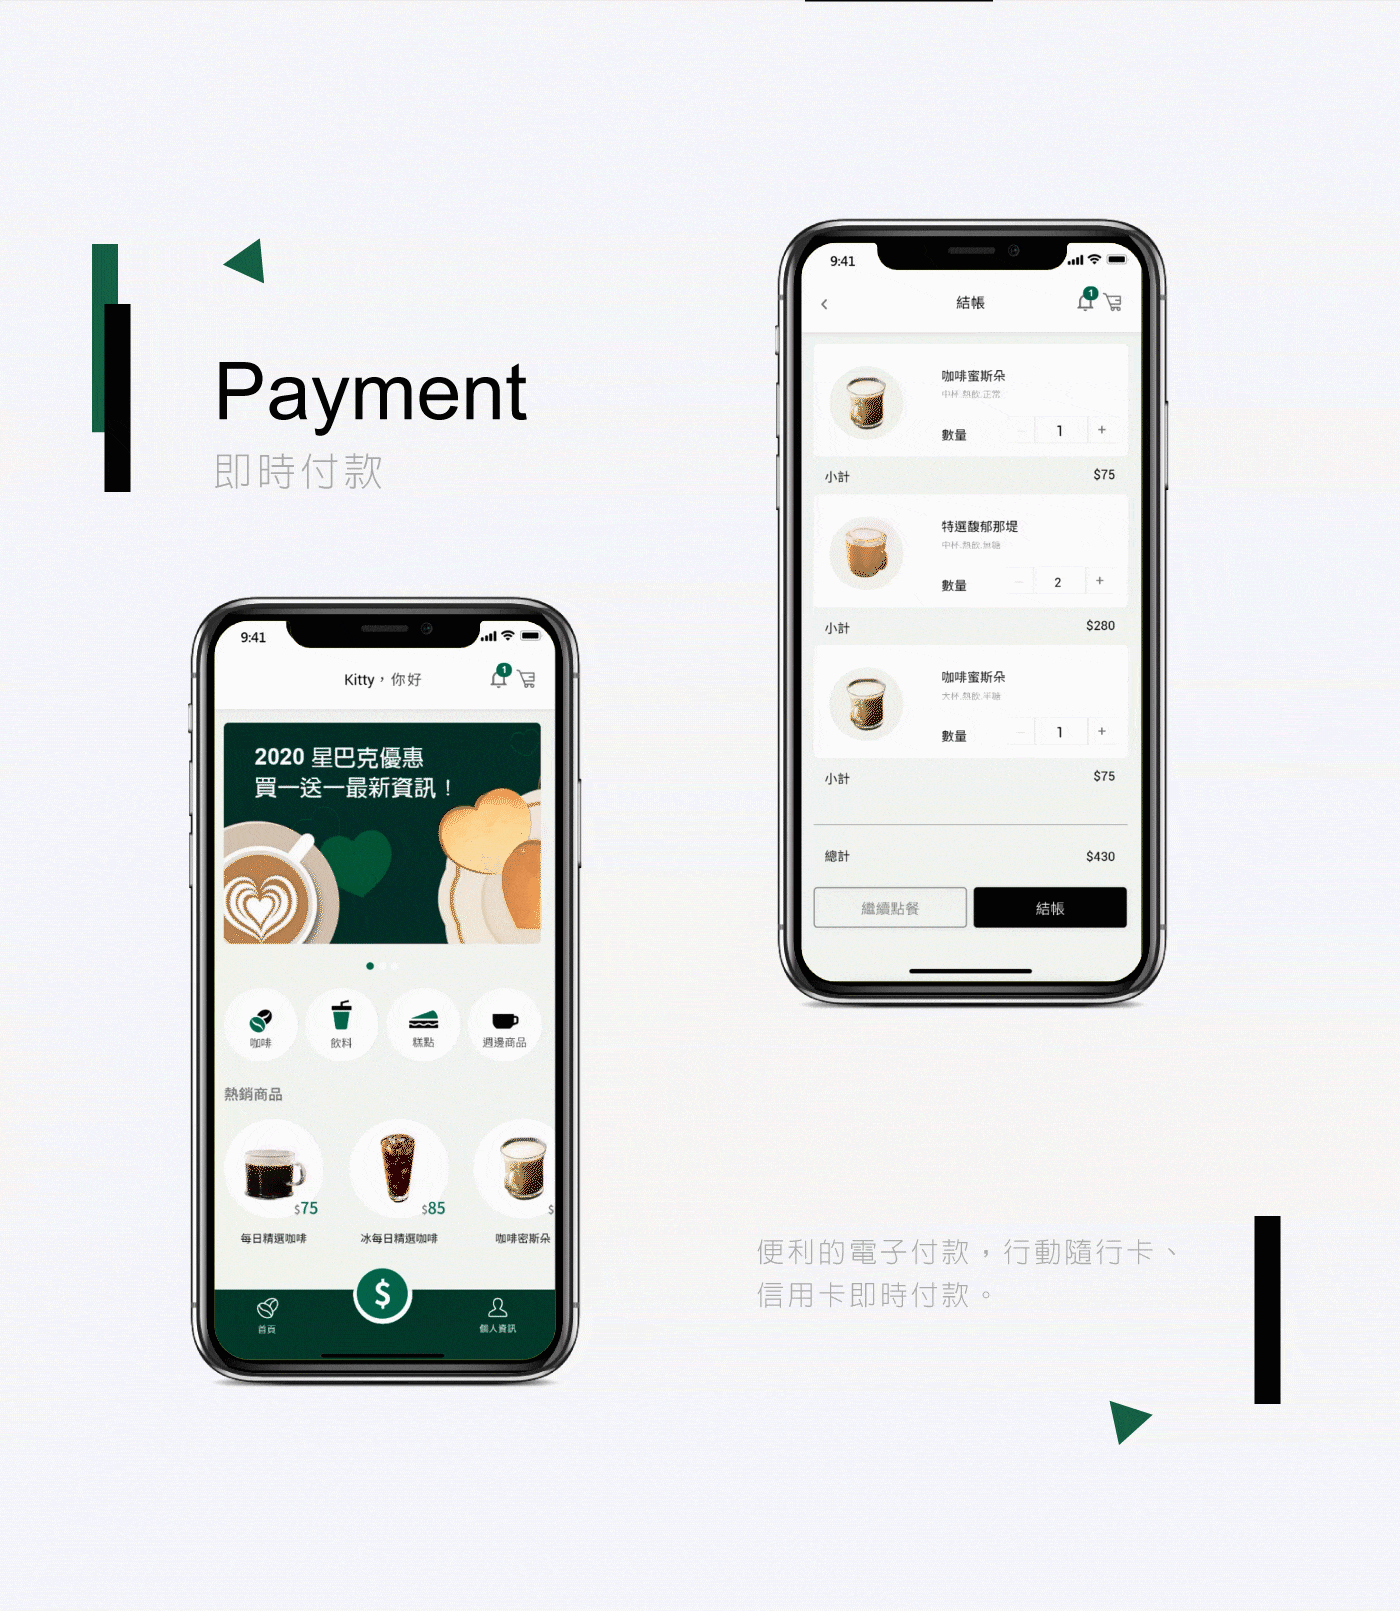 Payment
即時付款
9:41
結帳
1
咖啡蜜斯朵
中杯.熱飲.正常
數量
1
+
小計
$75
特選馥郁那堤
中杯.熱飲.無糖
數量
2
+
小計
$280
咖啡蜜斯朵
大杯.熱飲.半糖
數量
1
+
小計
$75
總計
$430
繼續點餐
結帳
9:41
Kitty，你好
1
2020 星巴克優惠
買一送一最新資訊！
咖啡
飲料
糕點
週邊商品
熱銷商品
$75
$85
$
每日精選咖啡
冰每日精選咖啡
咖啡密斯朵
$
首頁
個人資訊
便利的電子付款，行動隨行卡、
信用卡即時付款。